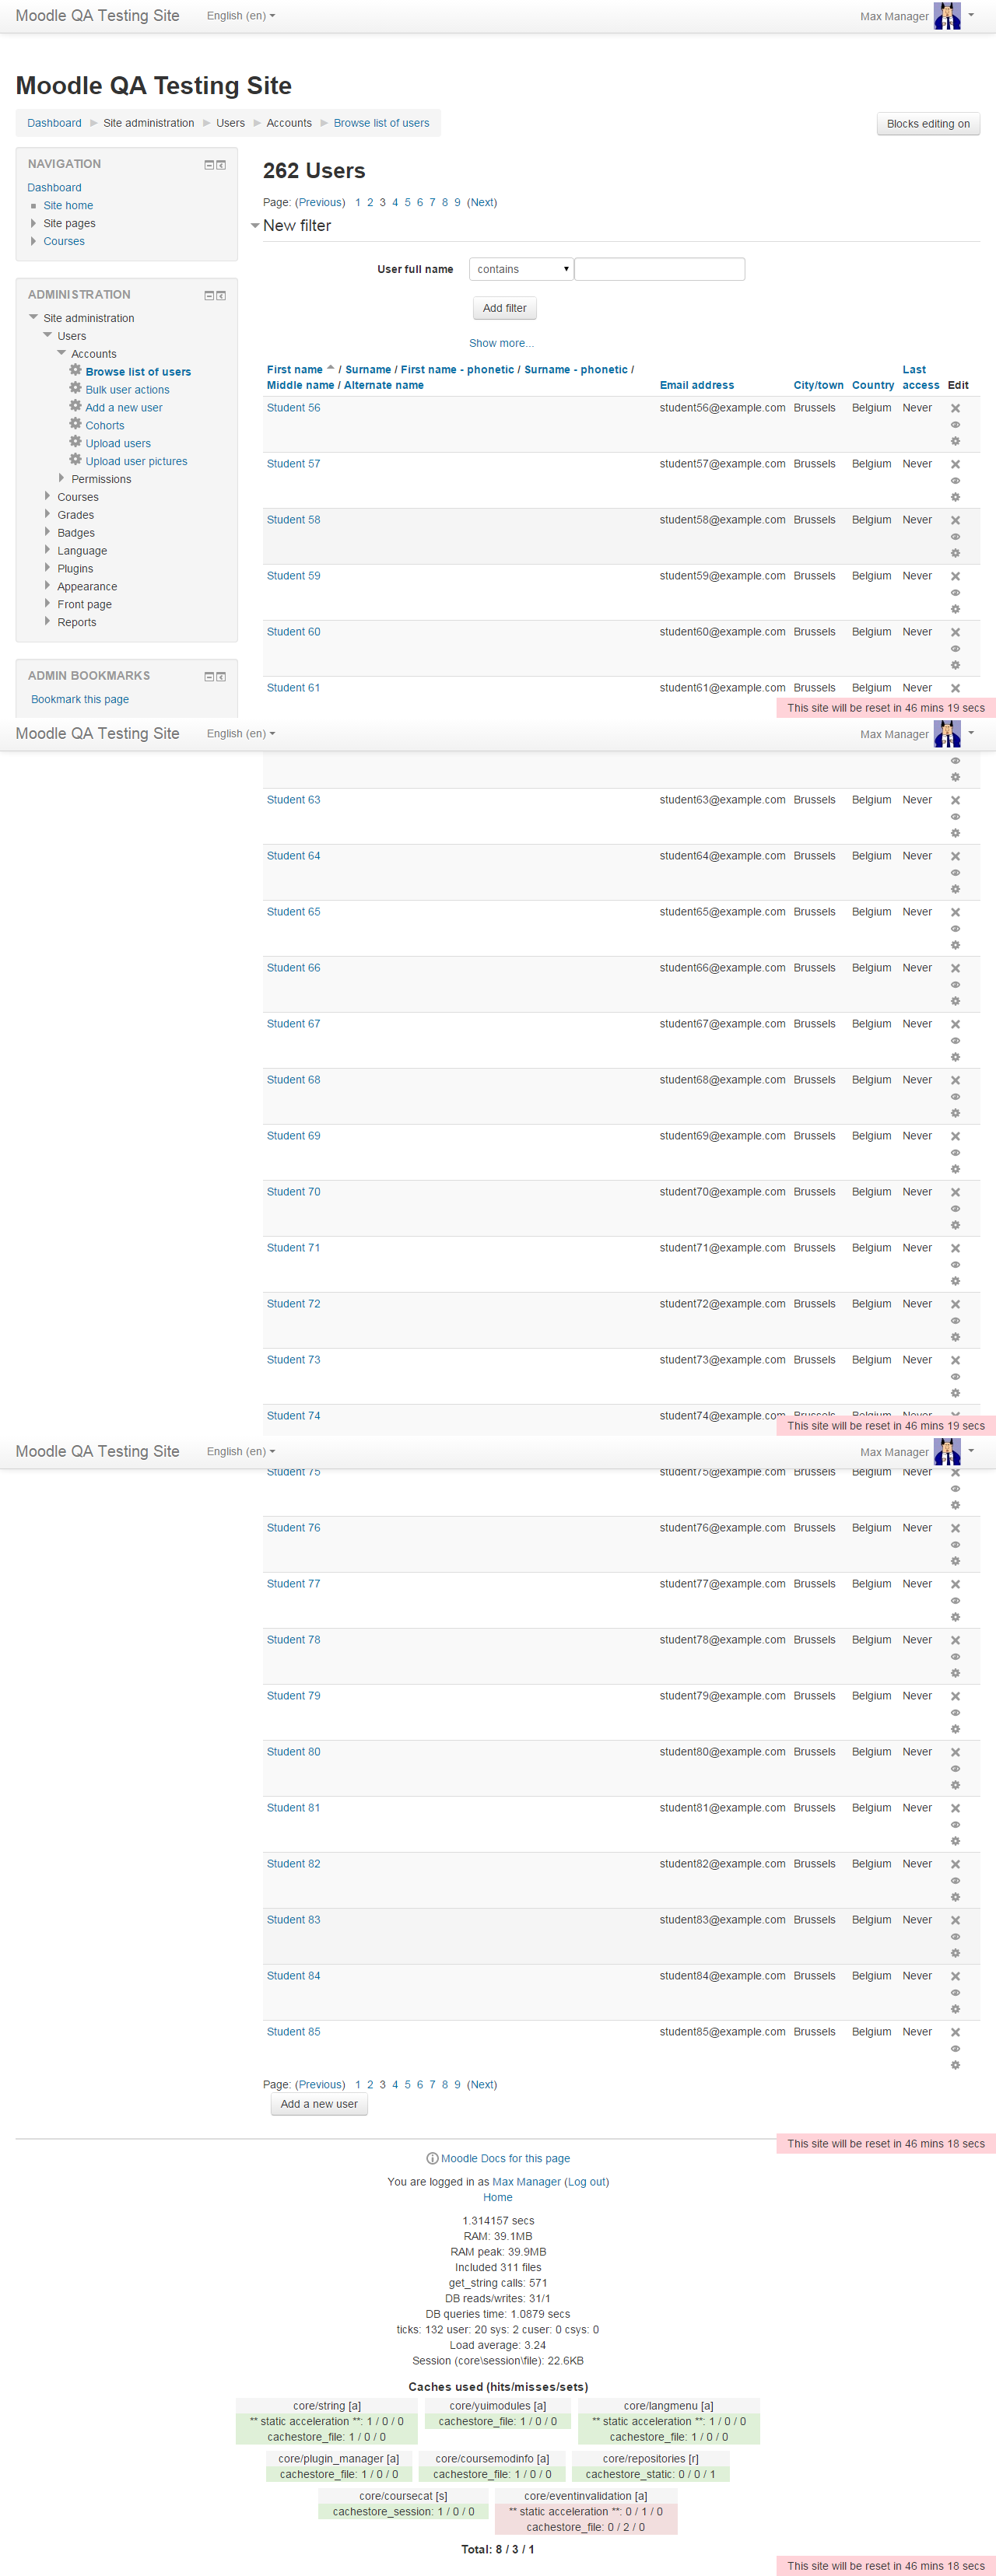 Moodle QA Testing Site English (en) Max Manager
Moodle QA Testing Site
Dashboard Site administration Users Accounts Browse list of users Blocks editing on
NAVIGATION
Dashboard
Site home
Site pages
Courses
ADMINISTRATION
Site administration
Users
Accounts
Browse list of users
Bulk user actions
Add a new user
Cohorts
Upload users
Upload user pictures
Permissions
Courses
Grades
Badges
Language
Plugins
Appearance
Front page
Reports
ADMIN BOOKMARKS
Bookmark this page
262 Users
Page: (Previous) 1 2 3 4 5 6 7 8 9 (Next)
New filter
User full name contains
Add filter
Show more...
First name / Surname / First name - phonetic / Surname - phonetic /
Middle name / Alternate name Email address City/town Country Last access Edit
Student 56 student56@example.com Brussels Belgium Never
Student 57 student57@example.com Brussels Belgium Never
Student 58 student58@example.com Brussels Belgium Never
Student 59 student59@example.com Brussels Belgium Never
Student 60 student60@example.com Brussels Belgium Never
Student 61 student61@example.com Brussels Belgium Never
This site will be reset in 46 mins 19 secs
Moodle QA Testing Site English (en) Max Manager
Student 63 student63@example.com Brussels Belgium Never
Student 64 student64@example.com Brussels Belgium Never
Student 65 student65@example.com Brussels Belgium Never
Student 66 student66@example.com Brussels Belgium Never
Student 67 student67@example.com Brussels Belgium Never
Student 68 student68@example.com Brussels Belgium Never
Student 69 student69@example.com Brussels Belgium Never
Student 70 student70@example.com Brussels Belgium Never
Student 71 student71@example.com Brussels Belgium Never
Student 72 student72@example.com Brussels Belgium Never
Student 73 student73@example.com Brussels Belgium Never
Student 74 student74@example.com Brussels Belgium Never
This site will be reset in 46 mins 19 secs
Moodle QA Testing Site English (en) Max Manager
Student 75 student75@example.com Brussels Belgium Never
Student 76 student76@example.com Brussels Belgium Never
Student 77 student77@example.com Brussels Belgium Never
Student 78 student78@example.com Brussels Belgium Never
Student 79 student79@example.com Brussels Belgium Never
Student 80 student80@example.com Brussels Belgium Never
Student 81 student81@example.com Brussels Belgium Never
Student 82 student82@example.com Brussels Belgium Never
Student 83 student83@example.com Brussels Belgium Never
Student 84 student84@example.com Brussels Belgium Never
Student 85 student85@example.com Brussels Belgium Never
Page: (Previous) 1 2 3 4 5 6 7 8 9 (Next)
Add a new user
This site will be reset in 46 mins 18 secs
Moodle Docs for this page
You are logged in as Max Manager (Log out)
Home
1.314157 secs
RAM: 39.1MB
RAM peak: 39.9MB
Included 311 files
get_string calls: 571
DB reads/writes: 31/1
DB queries time: 1.0879 secs
ticks: 132 user: 20 sys: 2 cuser: 0 csys: 0
Load average: 3.24
Session (core\session\file): 22.6KB
Caches used (hits/misses/sets)
core/string [a] core/yuimodules [a] core/langmenu [a]
** static acceleration **: 1 / 0 / 0 cachestore_file: 1 / 0 / 0 ** static acceleration **: 1 / 0 / 0
cachestore_file: 1 / 0 / 0 cachestore_file: 1 / 0 / 0
core/plugin_manager [a] core/coursemodinfo [a] core/repositories [r]
cachestore_file: 1 / 0 / 0 cachestore_file: 1 / 0 / 0 cachestore_static: 0 / 0 / 1
core/coursecat [s] core/eventinvalidation [a]
cachestore_session: 1 / 0 / 0 ** static acceleration **: 0 / 1 / 0
cachestore_file: 0 / 2 / 0
Total: 8 / 3 / 1
This site will be reset in 46 mins 18 secs